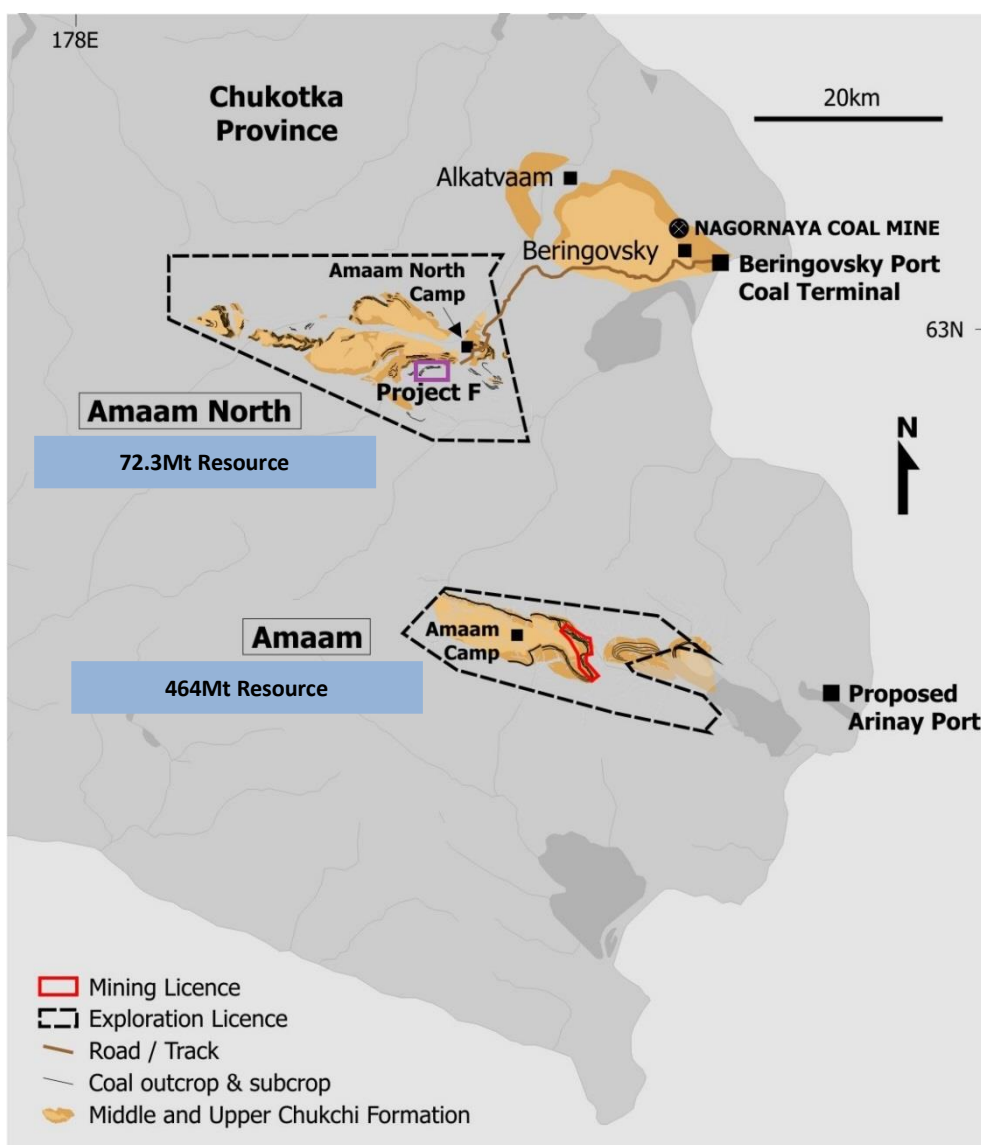 178E
Chukotka
Province
20km
Alkatvaam
NAGORNAYA COAL MINE
Beringovsky
Beringovsky Port
Coal Terminal
Amaam North
Camp
63N
Project F
Amaam North
72.3Mt Resource
N
Amaam
Amaam
Camp
464Mt Resource
Proposed
Arinay Port
Mining Licence
Exploration Licence
Road / Track
Coal outcrop & subcrop
Middle and Upper Chukchi Formation